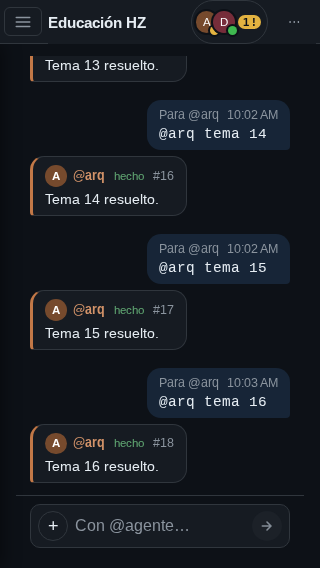 Educación HZ
A D 1 !
...
Tema 13 resuelto.
Para @arq 10:02 AM
@arq tema 14
A @arq hecho #16
Tema 14 resuelto.
Para @arq 10:02 AM
@arq tema 15
A @arq hecho #17
Tema 15 resuelto.
Para @arq 10:03 AM
@arq tema 16
A @arq hecho #18
Tema 16 resuelto.
+ Con @agente…